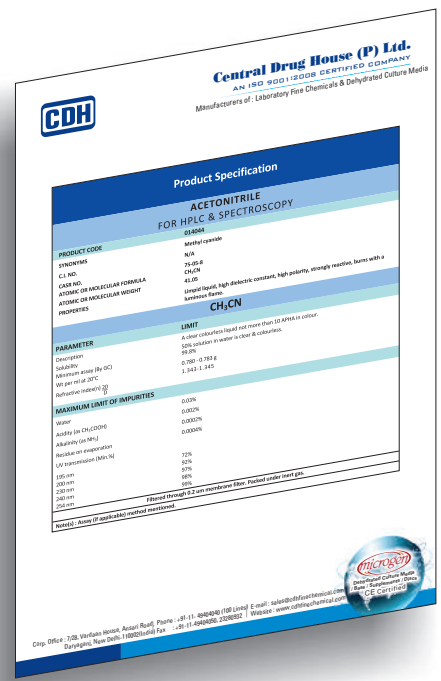 CDH
Central Drug House (P) Ltd.
AN ISO 9001:2008 CERTIFIED COMPANY
Manufacturers of : Laboratory Fine Chemicals & Dehydrated Culture Media
Product Specification
ACETONITRILE
FOR HPLC & SPECTROSCOPY
PRODUCT CODE 014044
SYNONYMS Methyl cyanide
C.I. NO. N/A
CASR NO. 75-05-8
ATOMIC OR MOLECULAR FORMULA CH₃CN
ATOMIC OR MOLECULAR WEIGHT 41.05
PROPERTIES Limpid liquid, high dielectric constant, high polarity, strongly reactive, burns with a
luminous flame.
CH₃CN
PARAMETER LIMIT
Description A clear colourless liquid not more than 10 APHA in colour.
Solubility 50% solution in water is clear & colourless.
Minimum assay (By GC) 99.8%
Wt per ml at 20°C 0.780 - 0.783 g
Refractive index(n) 20/D 1.343-1.345
MAXIMUM LIMIT OF IMPURITIES
Water 0.03%
Acidity (as CH₃COOH) 0.002%
Alkalinity (as NH₃) 0.0002%
Residue on evaporation 0.0004%
UV transmission (Min.%)
195 nm 72%
200 nm 92%
230 nm 97%
240 nm 98%
254 nm 99%
Filtered through 0.2 um membrane filter. Packed under inert gas.
Note(s) : Assay (if applicable) method mentioned.
microgen
Dehydrated Culture Media
Base / Supplements / Discs
CE Certified
Corp. Office : 7/28, Vardaan House, Ansari Road, Phone : +91-11- 49404040 (100 Lines) E-mail : sales@cdhfinechemical.com
Daryaganj, New Delhi-110002(India) Fax : +91-11-49404050, 23280932 Website : www.cdhfinechemical.com